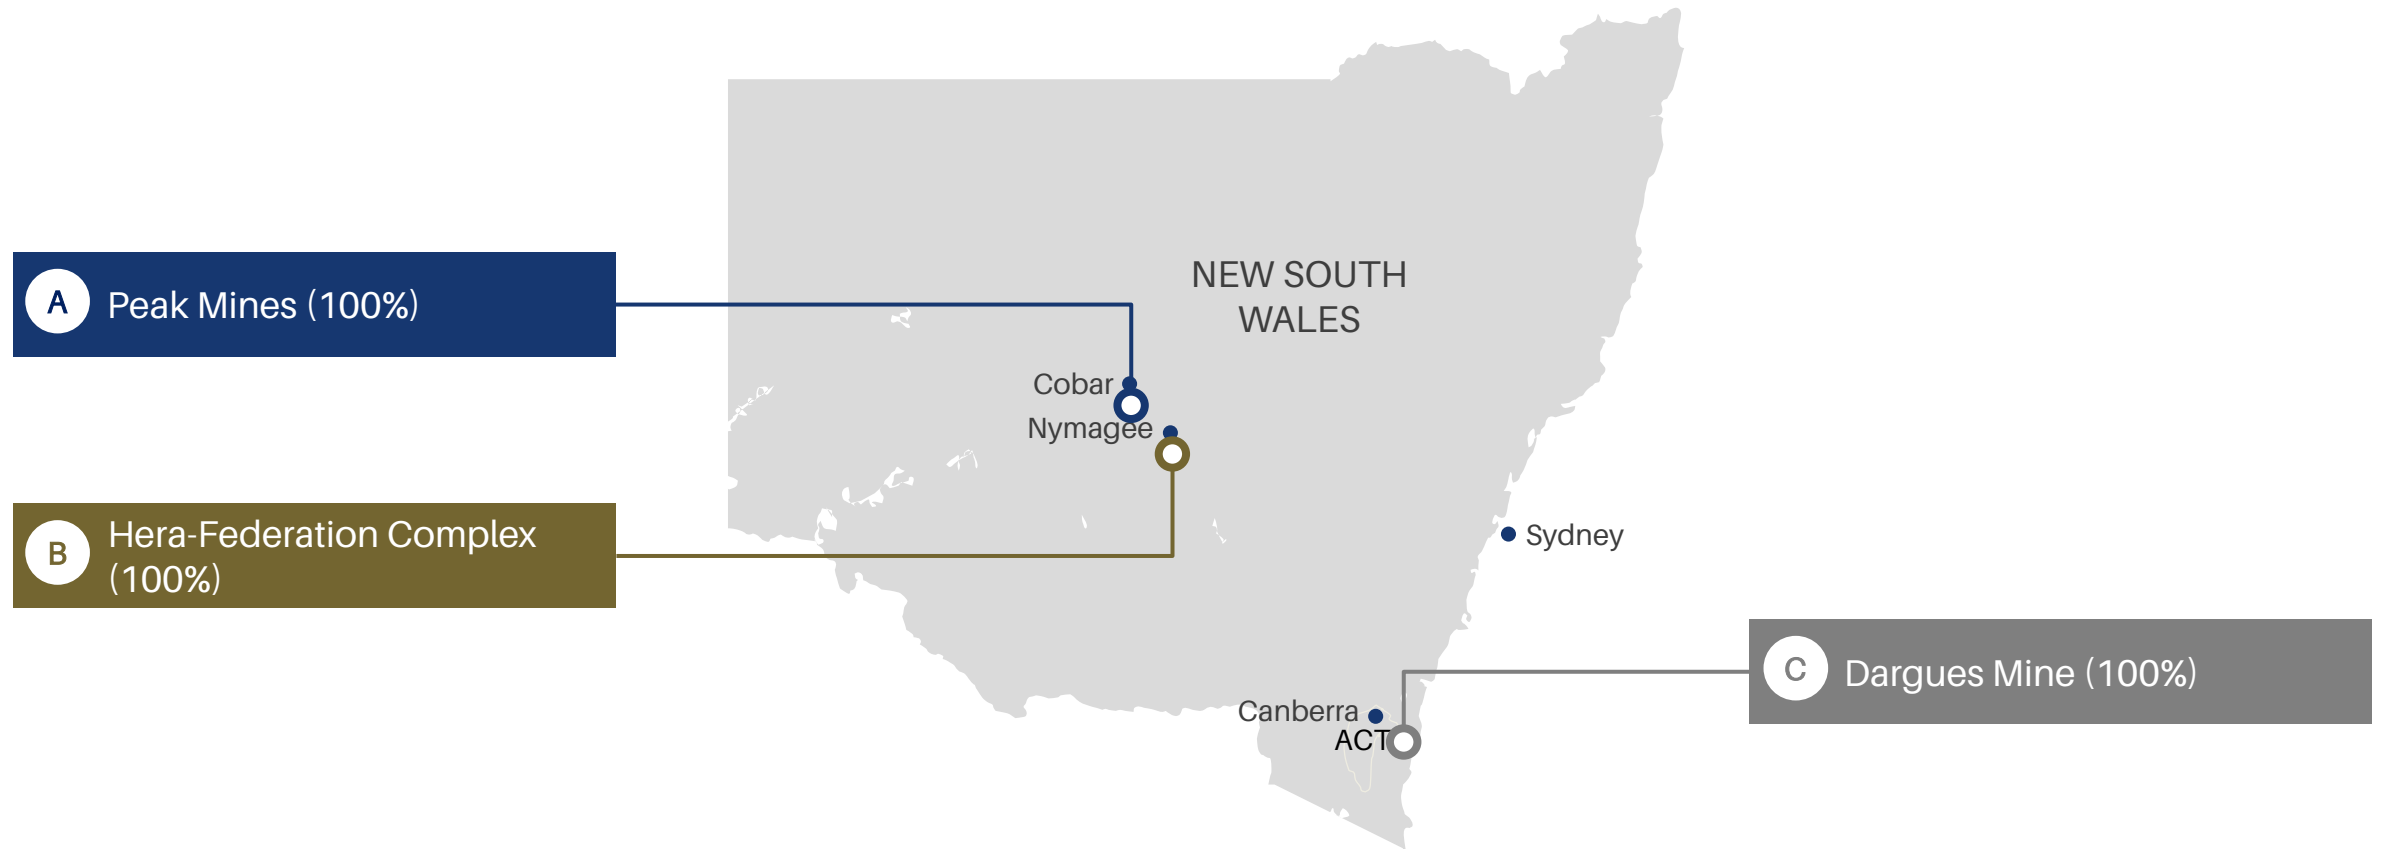 NEW SOUTH
WALES
A
Peak Mines (100%)
Cobar
Nymagee
B
Hera-Federation Complex
(100%)
Sydney
C
Dargues Mine (100%)
Canberra
ACT